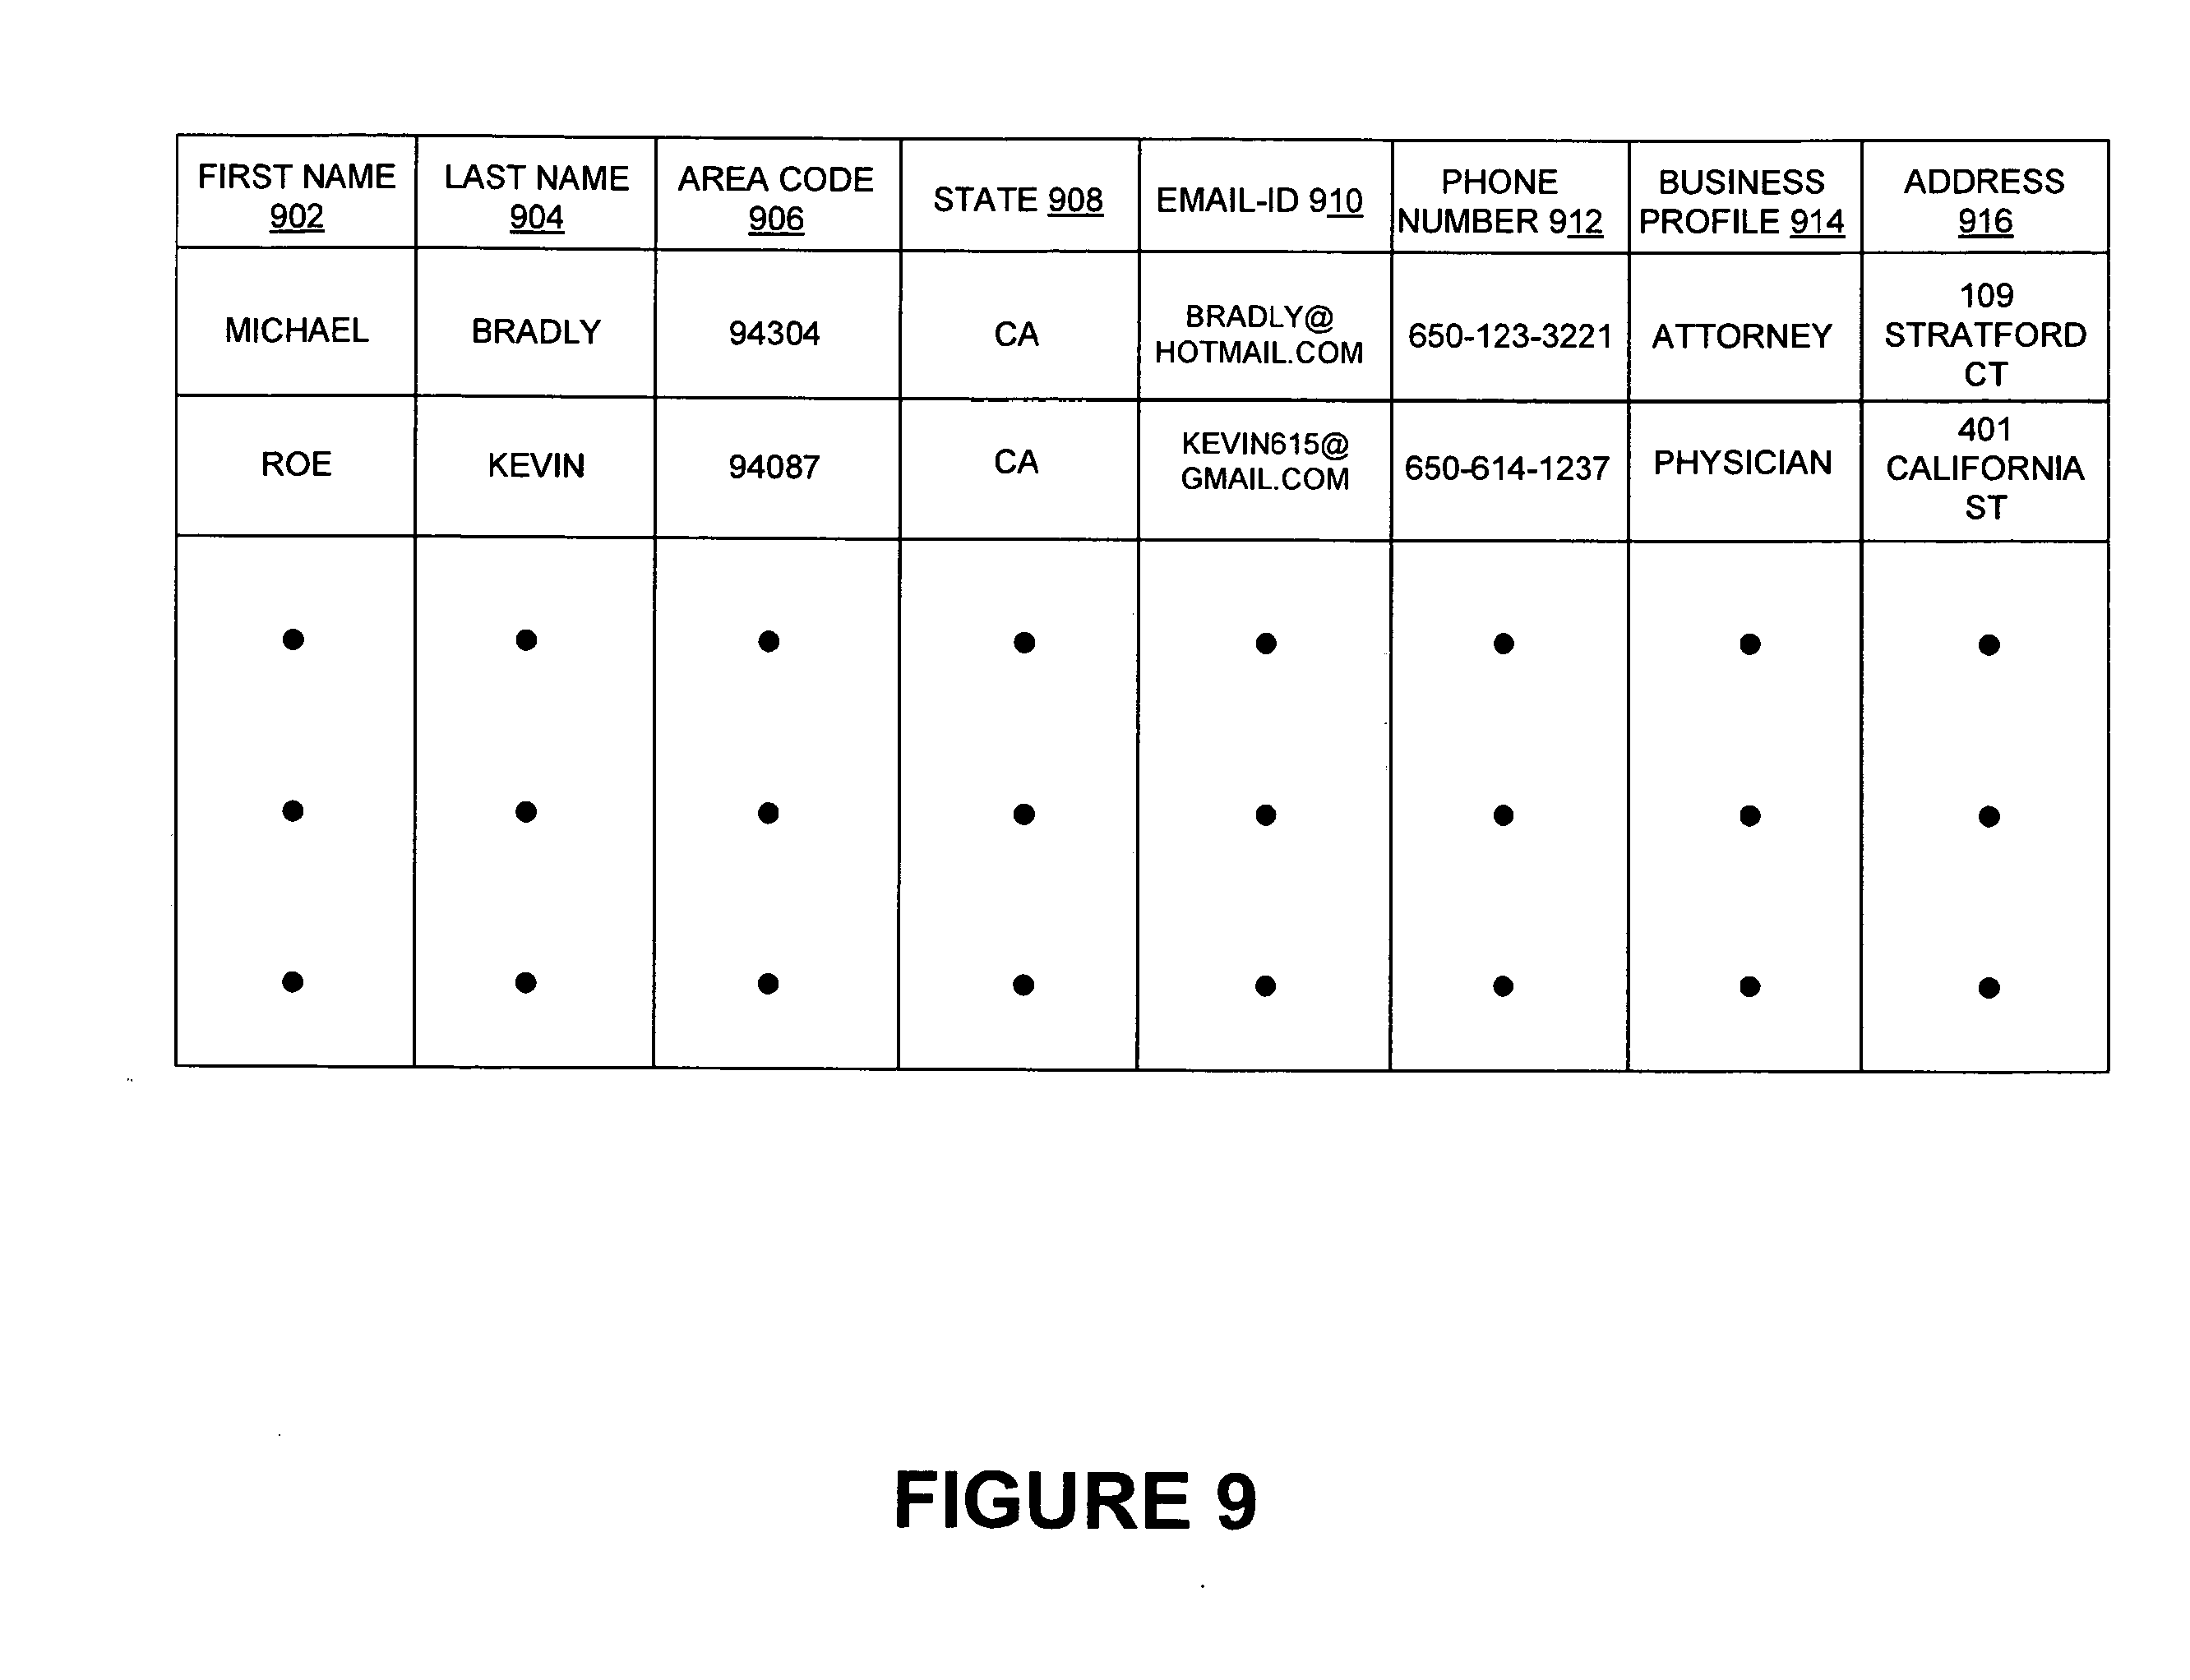 FIRST NAME
902
LAST NAME
904
AREA CODE
906
STATE 908
EMAIL-ID 910
PHONE
NUMBER 912
BUSINESS
PROFILE 914
ADDRESS
916
MICHAEL
BRADLY
94304
CA
BRADLY@
HOTMAIL.COM
650-123-3221
ATTORNEY
109
STRATFORD
CT
ROE
KEVIN
94087
CA
KEVIN615@
GMAIL.COM
650-614-1237
PHYSICIAN
401
CALIFORNIA
ST
FIGURE 9